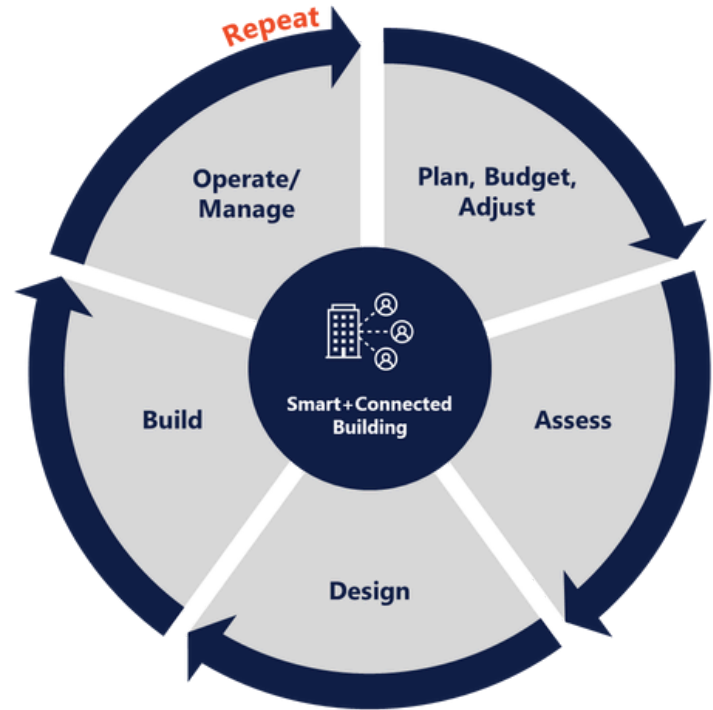 Repeat
Plan, Budget,
Adjust
Assess
Design
Build
Operate/
Manage
Smart+Connected
Building